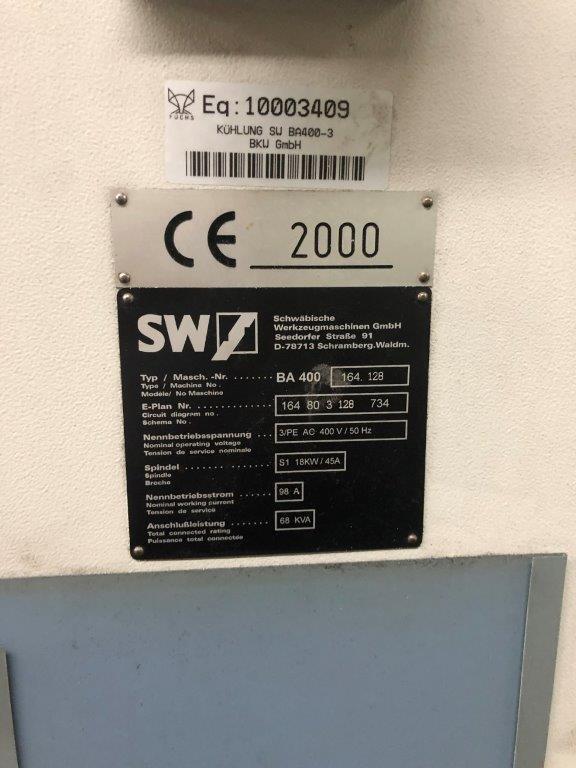 FUCHS
Eq:10003409
KÜHLUNG SW BA400-3
BKW GmbH
CE 2000
SW
Schwäbische
Werkzeugmaschinen GmbH
Seedorfer Straße 91
D-78713 Schramberg.Waldm.
Typ / Masch. -Nr. ....... BA 400 164. 128
Type / Machine No .
Modèle/ No Machine
E-Plan Nr. ............... 164 80 3 128 734
Circuit diagram no .
Schema No .
Nennbetriebsspannung . 3/PE AC 400 V / 50 Hz
Nominal operating voltage
Tension de service nominale
Spindel .................. S1 18KW / 45A
Spindle
Broche
Nennbetriebsstrom ...... 98 A
Nominal working current
Tension de service
Anschlußleistung ........ 68 KVA
Total connected rating
Puissance total connectée